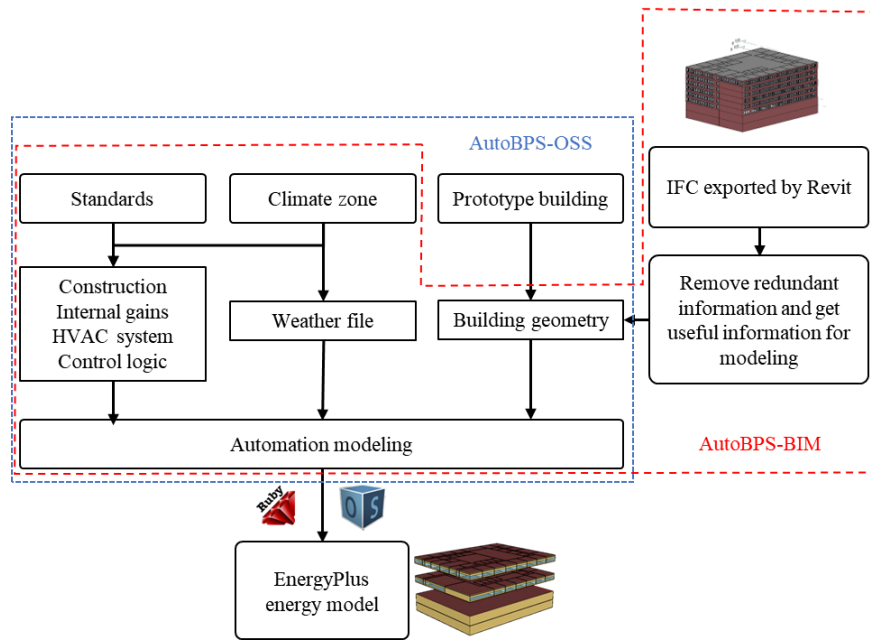 AutoBPS-OSS
Standards
Climate zone
Prototype building
IFC exported by Revit
Construction
Internal gains
HVAC system
Control logic
Weather file
Building geometry
Remove redundant
information and get
useful information for
modeling
Automation modeling
AutoBPS-BIM
Ruby
O S
EnergyPlus
energy model